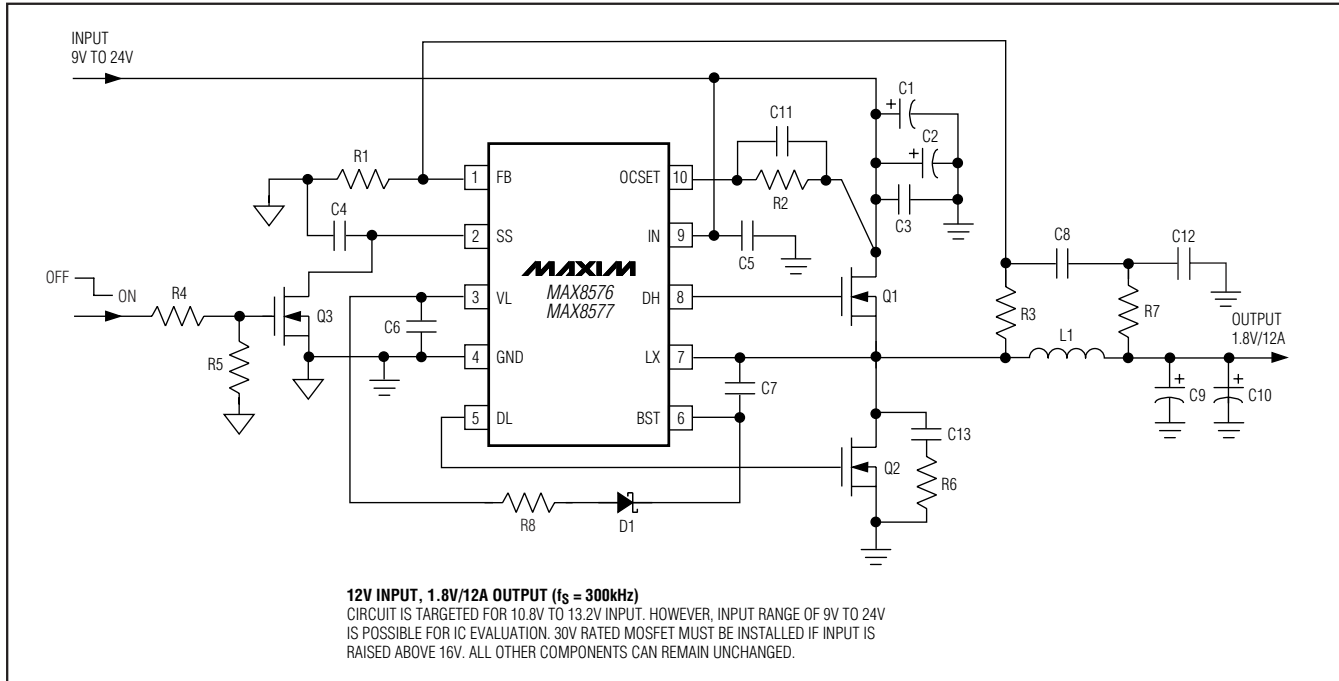 INPUT
9V TO 24V
C1
C11
C2
R1
1 FB
OCSET 10
R2
C4
C3
C8
C12
2 SS
IN 9
C5
MAXIM
MAX8576
MAX8577
OFF
ON
R4
Q3
3 VL
DH 8
Q1
R3
R7
C6
OUTPUT
1.8V/12A
R5
L1
4 GND
LX 7
C7
C9
C10
5 DL
BST 6
C13
Q2
R6
R8
D1
12V INPUT, 1.8V/12A OUTPUT (fS = 300kHz)
CIRCUIT IS TARGETED FOR 10.8V TO 13.2V INPUT. HOWEVER, INPUT RANGE OF 9V TO 24V
IS POSSIBLE FOR IC EVALUATION. 30V RATED MOSFET MUST BE INSTALLED IF INPUT IS
RAISED ABOVE 16V. ALL OTHER COMPONENTS CAN REMAIN UNCHANGED.